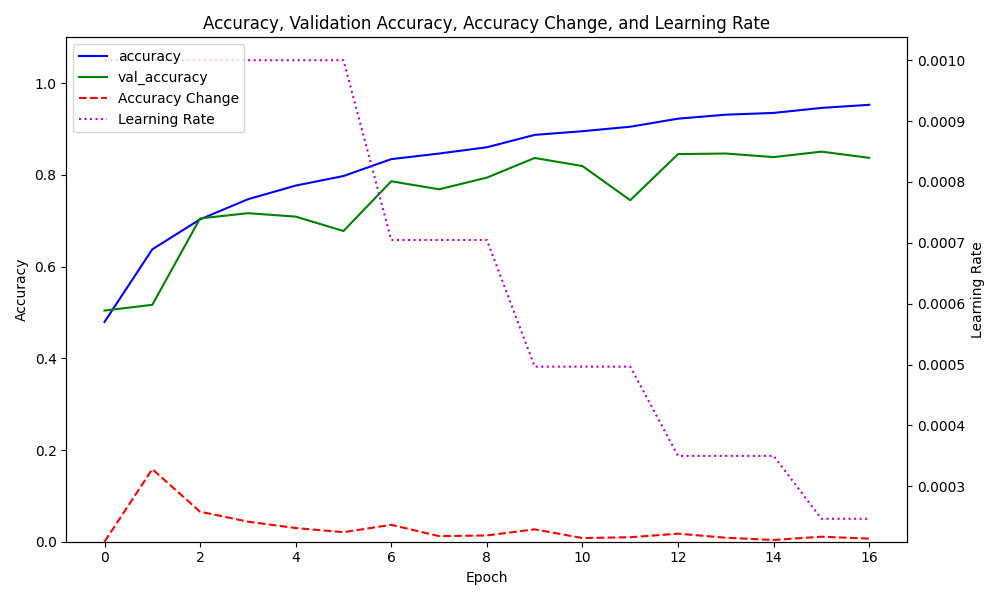 Accuracy, Validation Accuracy, Accuracy Change, and Learning Rate
accuracy
val_accuracy
Accuracy Change
Learning Rate
1.0
0.8
0.6
0.4
0.2
0.0
Accuracy
0.0010
0.0009
0.0008
0.0007
0.0006
0.0005
0.0004
0.0003
Learning Rate
0 2 4 6 8 10 12 14 16
Epoch